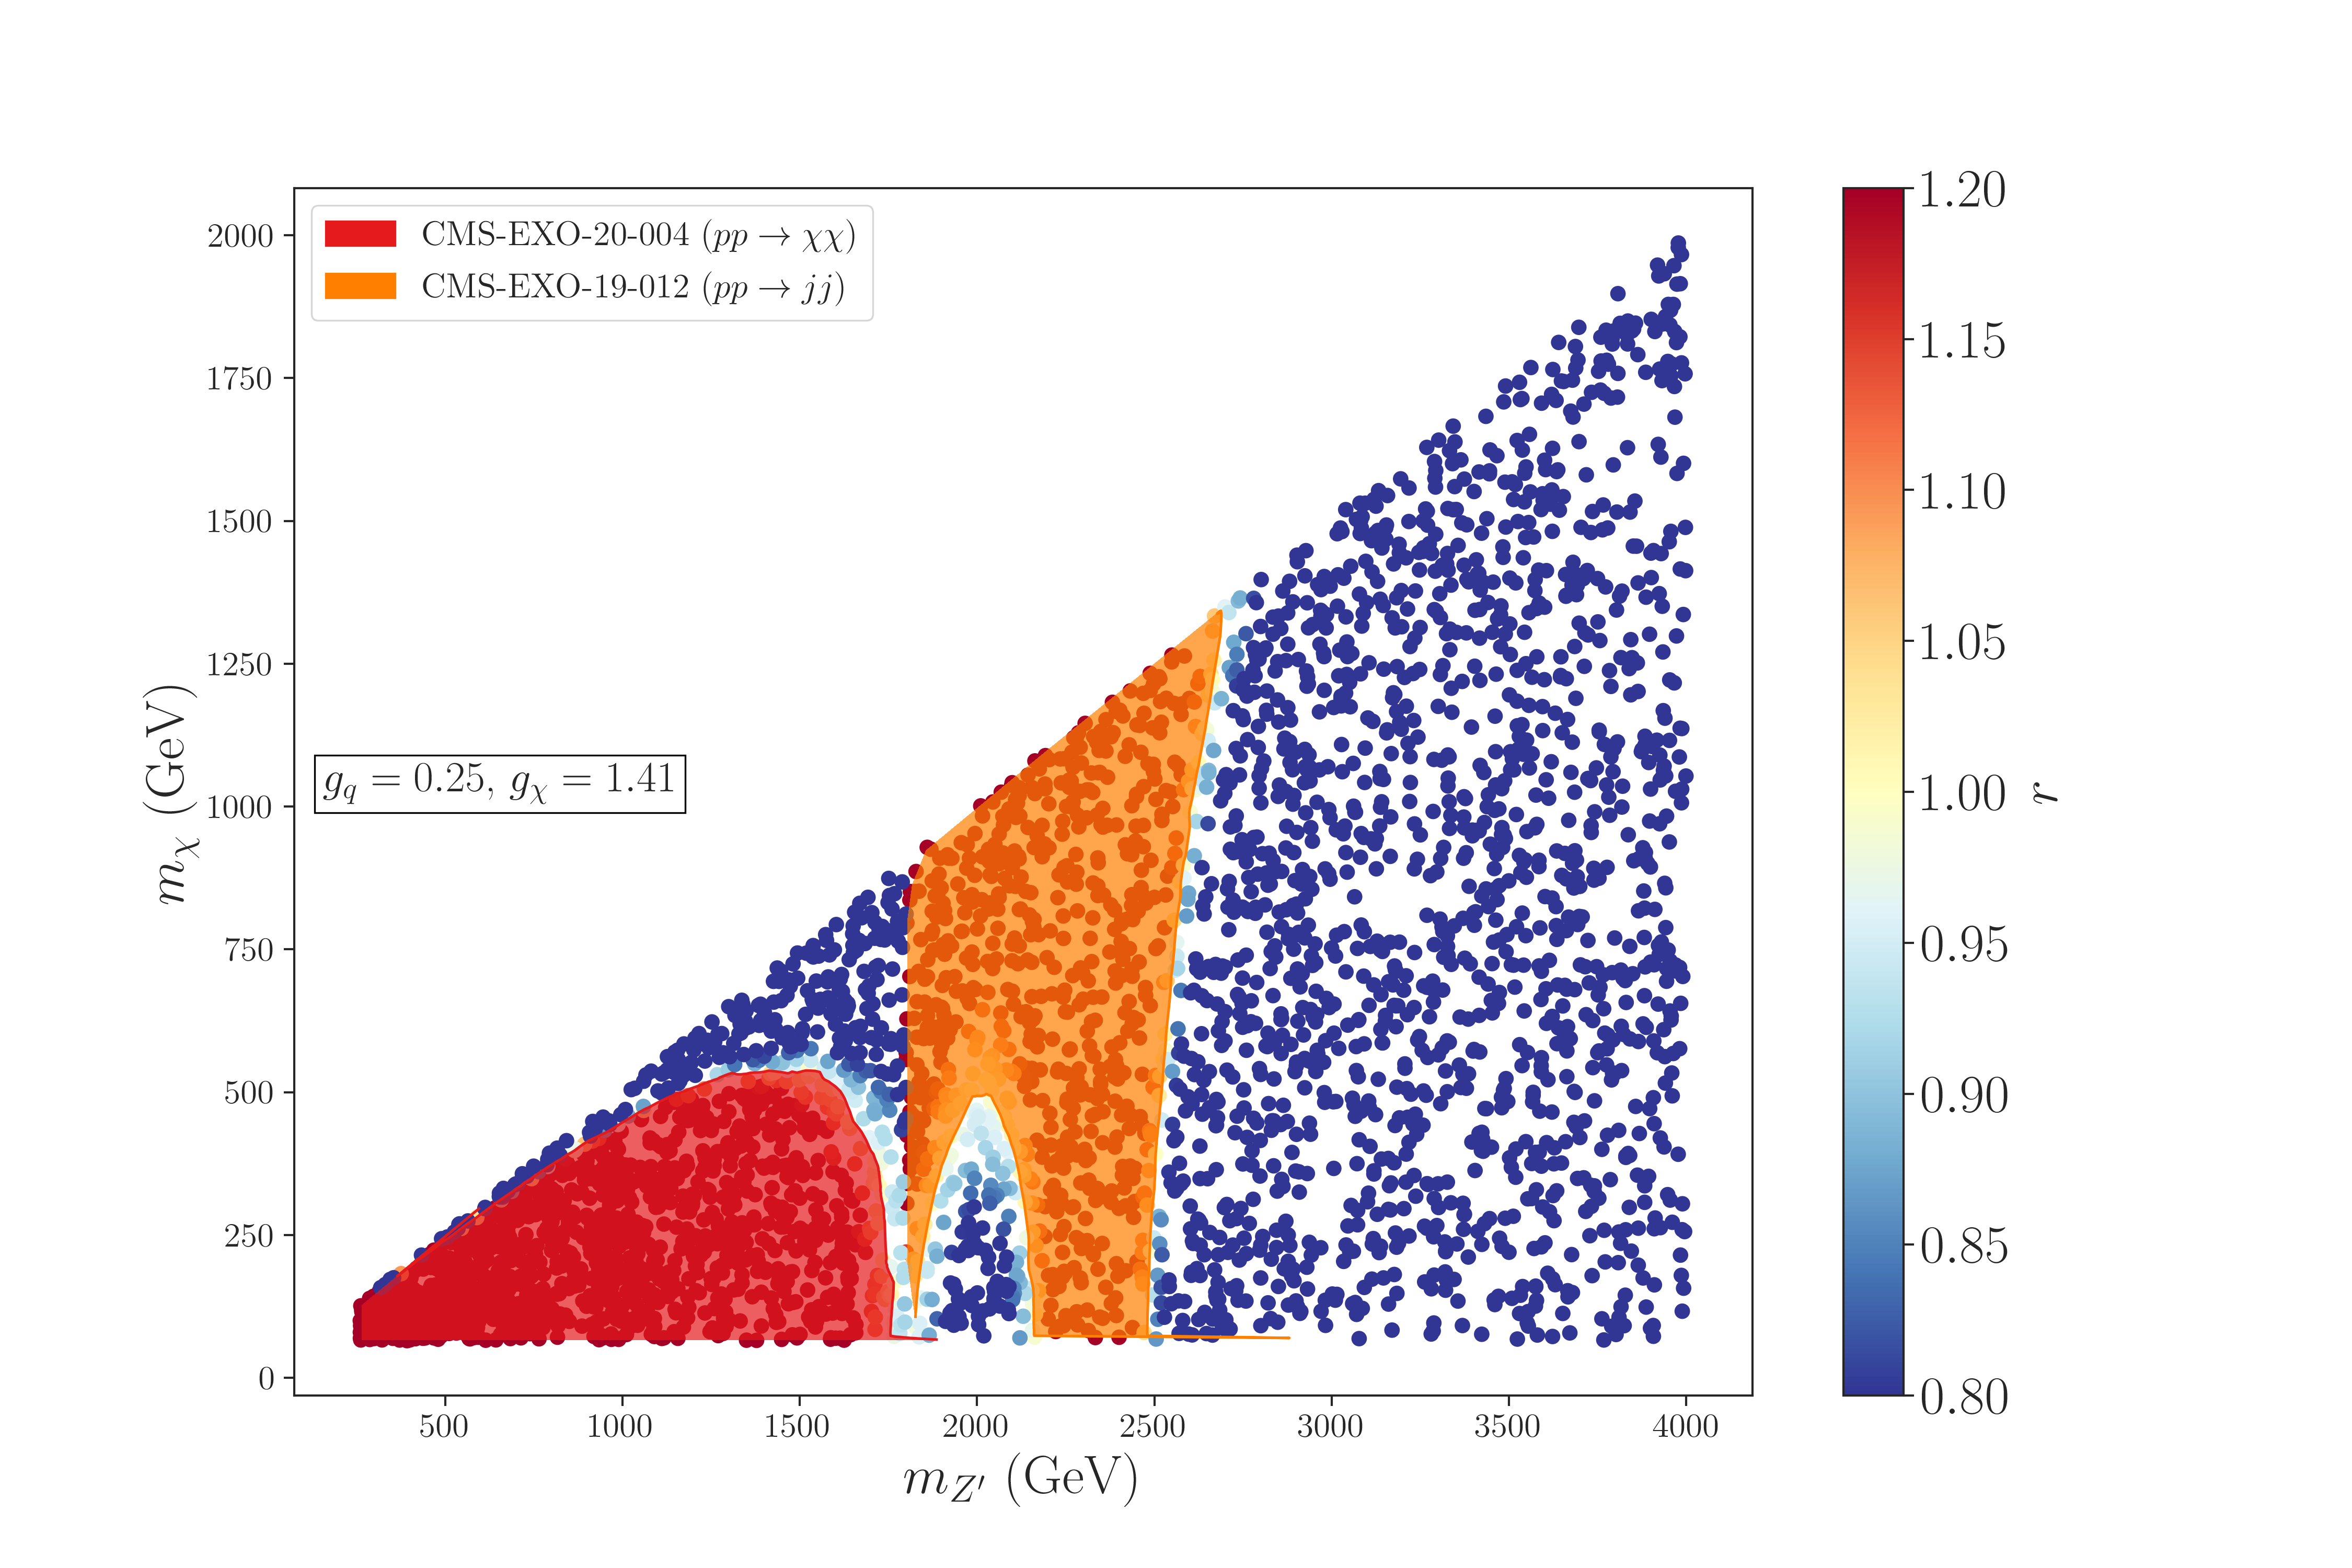 CMS-EXO-20-004 (pp → χχ)
CMS-EXO-19-012 (pp → jj)
g_q = 0.25, g_χ = 1.41
m_χ (GeV)
2000
1750
1500
1250
1000
750
500
250
0
500 1000 1500 2000 2500 3000 3500 4000
m_{Z′} (GeV)
1.20
1.15
1.10
1.05
1.00
0.95
0.90
0.85
0.80
r